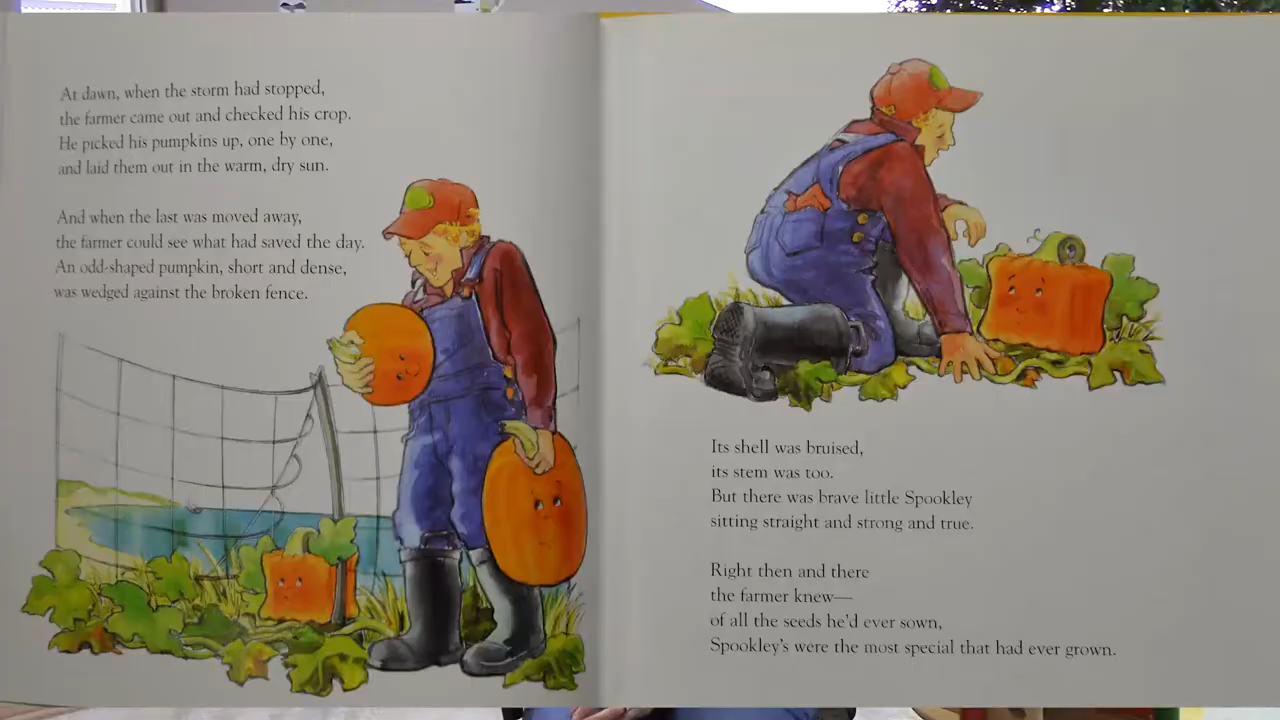 At dawn, when the storm had stopped,
the farmer came out and checked his crop.
He picked his pumpkins up, one by one,
and laid them out in the warm, dry sun.
And when the last was moved away,
the farmer could see what had saved the day.
An odd-shaped pumpkin, short and dense,
was wedged against the broken fence.
Its shell was bruised,
its stem was too.
But there was brave little Spookley
sitting straight and strong and true.
Right then and there
the farmer knew—
of all the seeds he'd ever sown,
Spookley's were the most special that had ever grown.